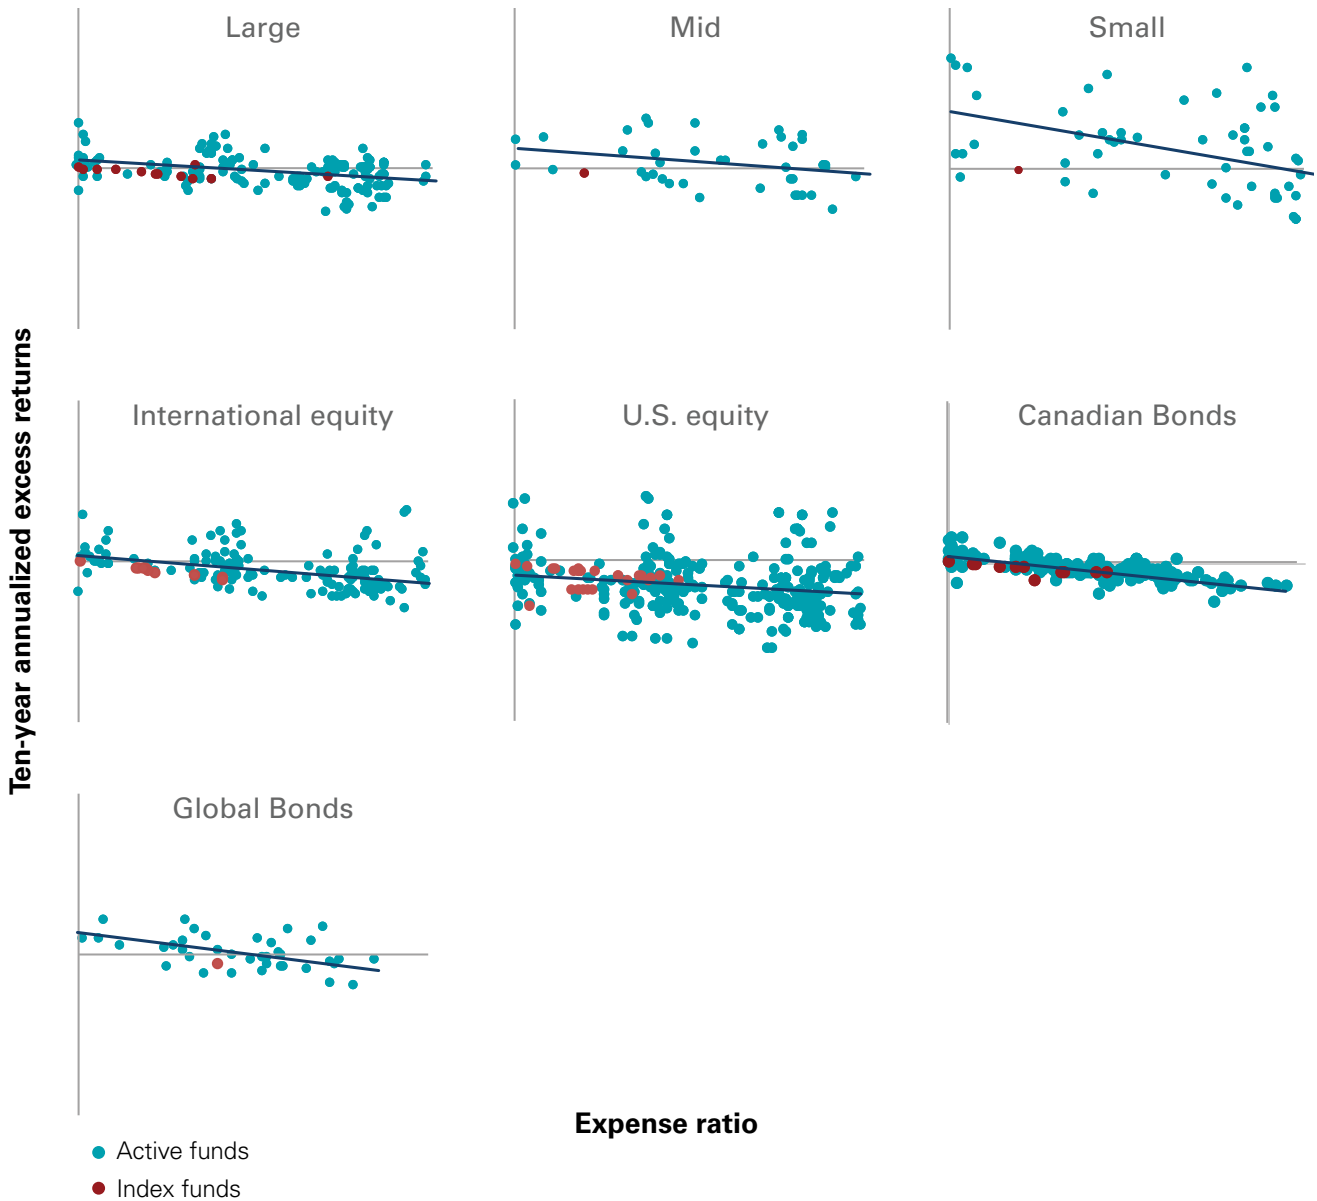 Large
Mid
Small
Ten-year annualized excess returns
International equity
U.S. equity
Canadian Bonds
Global Bonds
Expense ratio
Active funds
Index funds